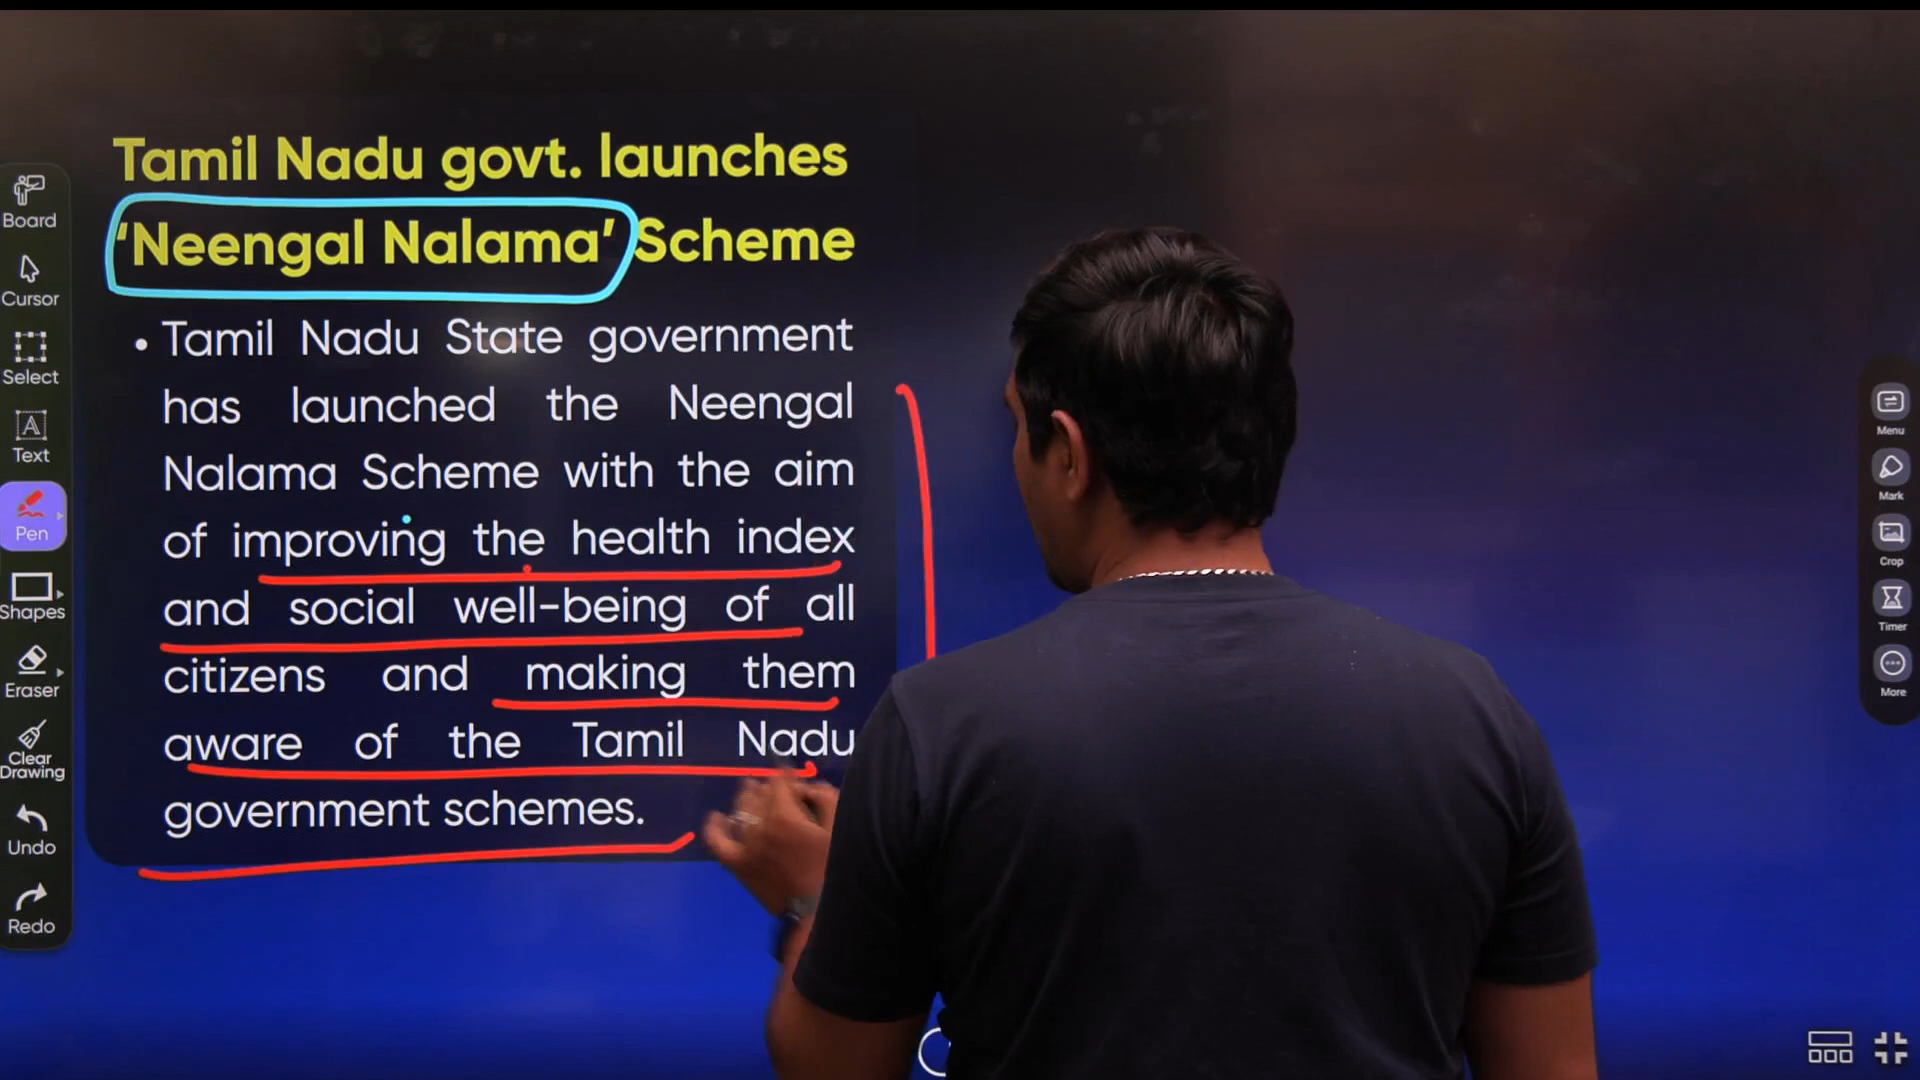 Tamil Nadu govt. launches
'Neengal Nalama' Scheme
• Tamil Nadu State government
has launched the Neengal
Nalama Scheme with the aim
of improving the health index
and social well-being of all
citizens and making them
aware of the Tamil Nadu
government schemes.
Board
Cursor
Select
Text
Pen
Shapes
Eraser
Clear
Drawing
Undo
Redo
Menu
Mark
Crop
Timer
More